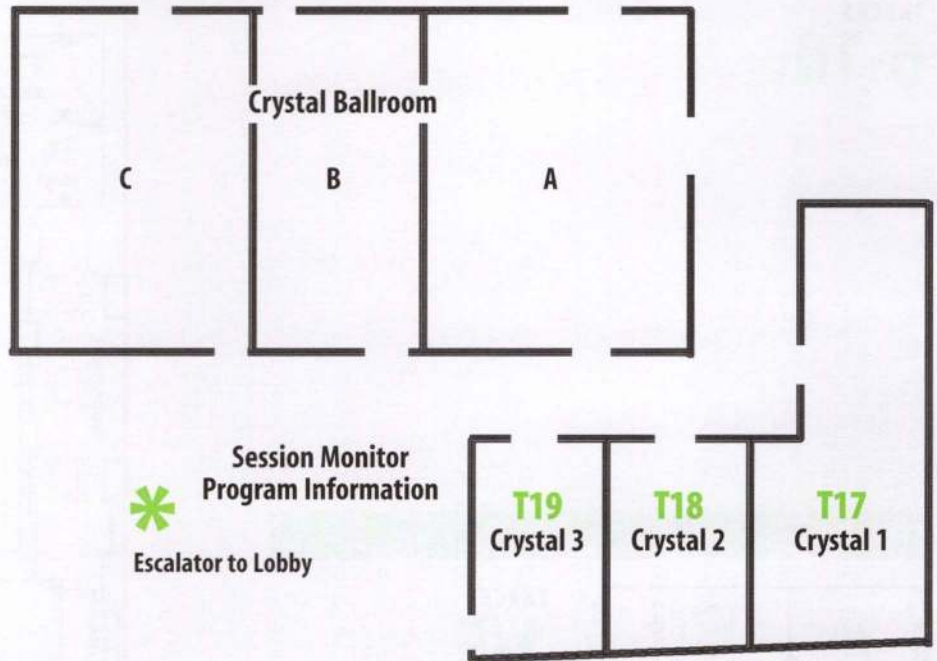 Crystal Ballroom
C
B
A
Session Monitor
Program Information
Escalator to Lobby
T19
Crystal 3
T18
Crystal 2
T17
Crystal 1